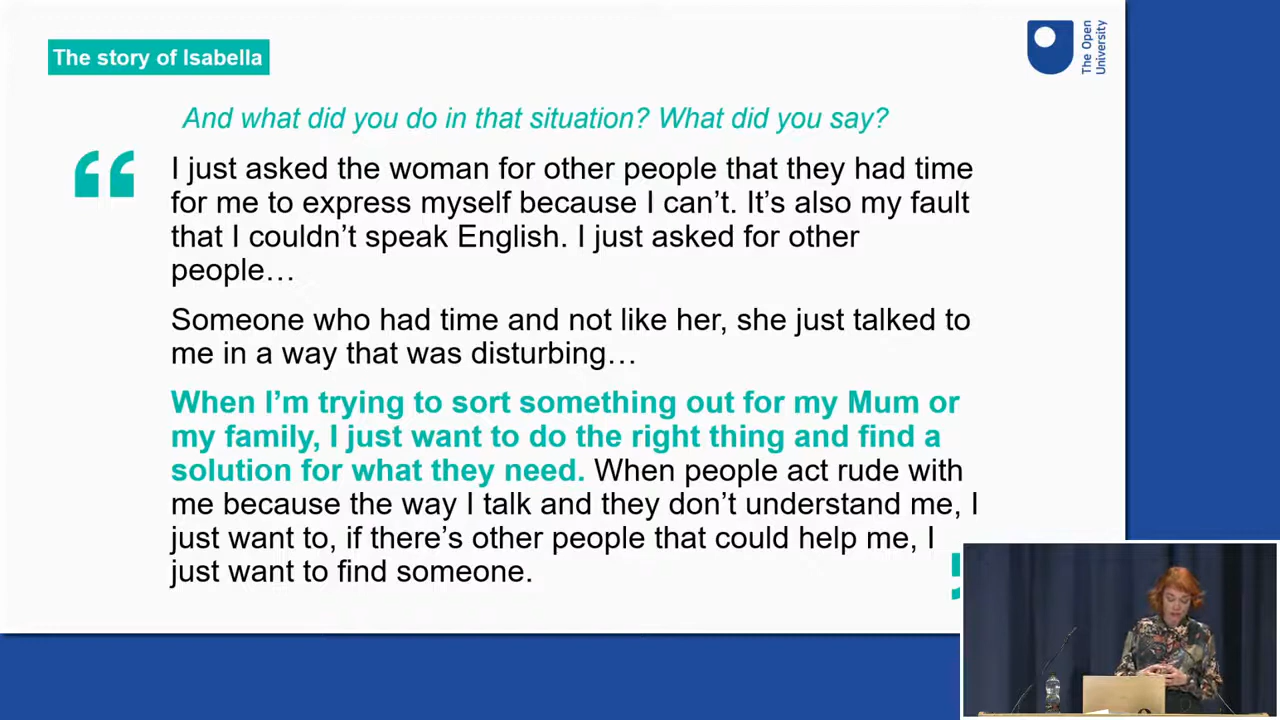 The story of Isabella
The Open
University
And what did you do in that situation? What did you say?
“
I just asked the woman for other people that they had time
for me to express myself because I can’t. It’s also my fault
that I couldn’t speak English. I just asked for other
people…
Someone who had time and not like her, she just talked to
me in a way that was disturbing…
When I’m trying to sort something out for my Mum or
my family, I just want to do the right thing and find a
solution for what they need. When people act rude with
me because the way I talk and they don’t understand me, I
just want to, if there’s other people that could help me, I
just want to find someone.